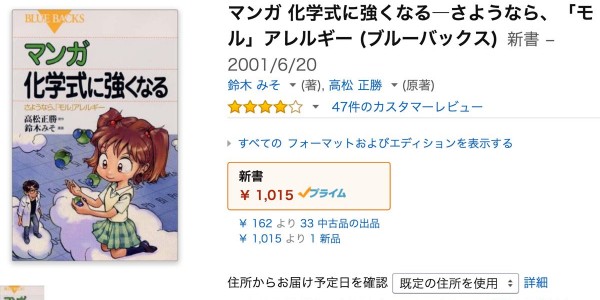 BLUE BACKS
マンガ
化学式に強くなる
さようなら、「モル」アレルギー
高松正勝
鈴木みそ
マンガ 化学式に強くなる―さようなら、「モ
ル」アレルギー (ブルーバックス) 新書 –
2001/6/20
鈴木 みそ (著), 高松 正勝 (原著)
47件のカスタマーレビュー
すべての フォーマットおよびエディションを表示する
新書
¥ 1,015 プライム
¥ 162 より 33 中古品の出品
¥ 1,015 より 1 新品
住所からお届け予定日を確認 既定の住所を使用 詳細